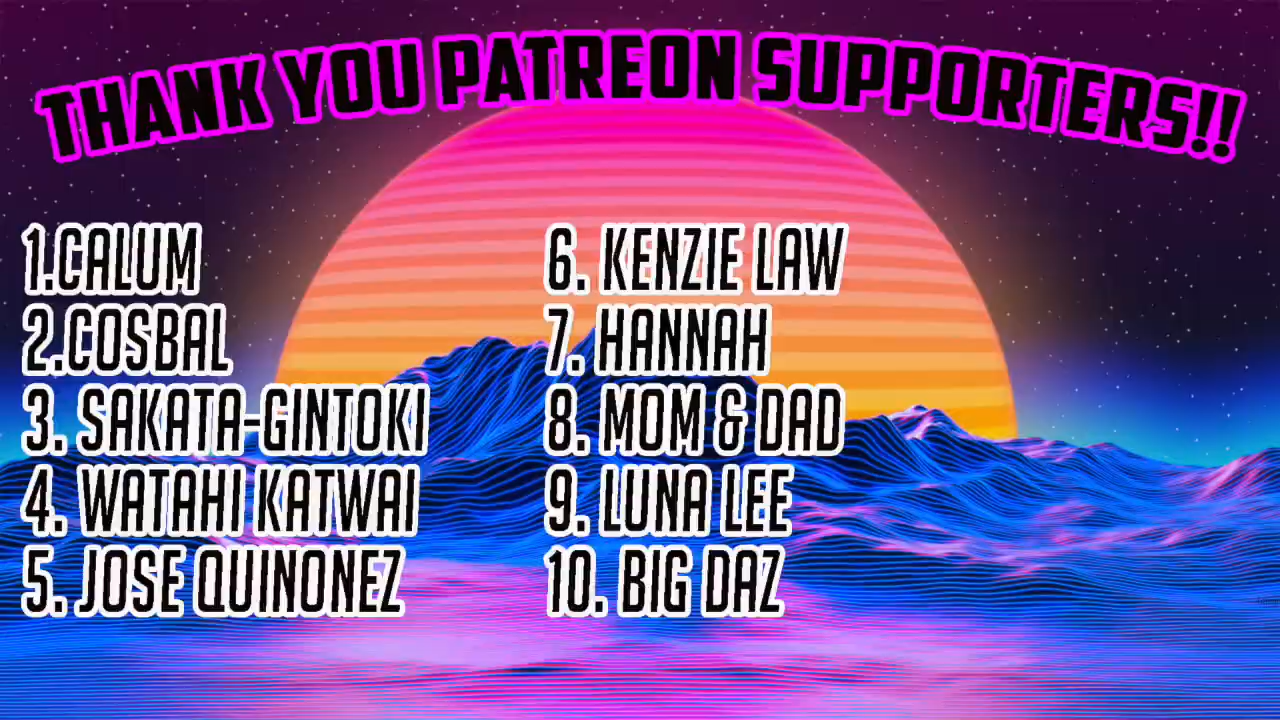 THANK YOU PATREON SUPPORTERS!!
1.CALUM
2.COSBAL
3. SAKATA-GINTOKI
4. WATAHI KATWAI
5. JOSE QUINONEZ
6. KENZIE LAW
7. HANNAH
8. MOM & DAD
9. LUNA LEE
10. BIG DAZ